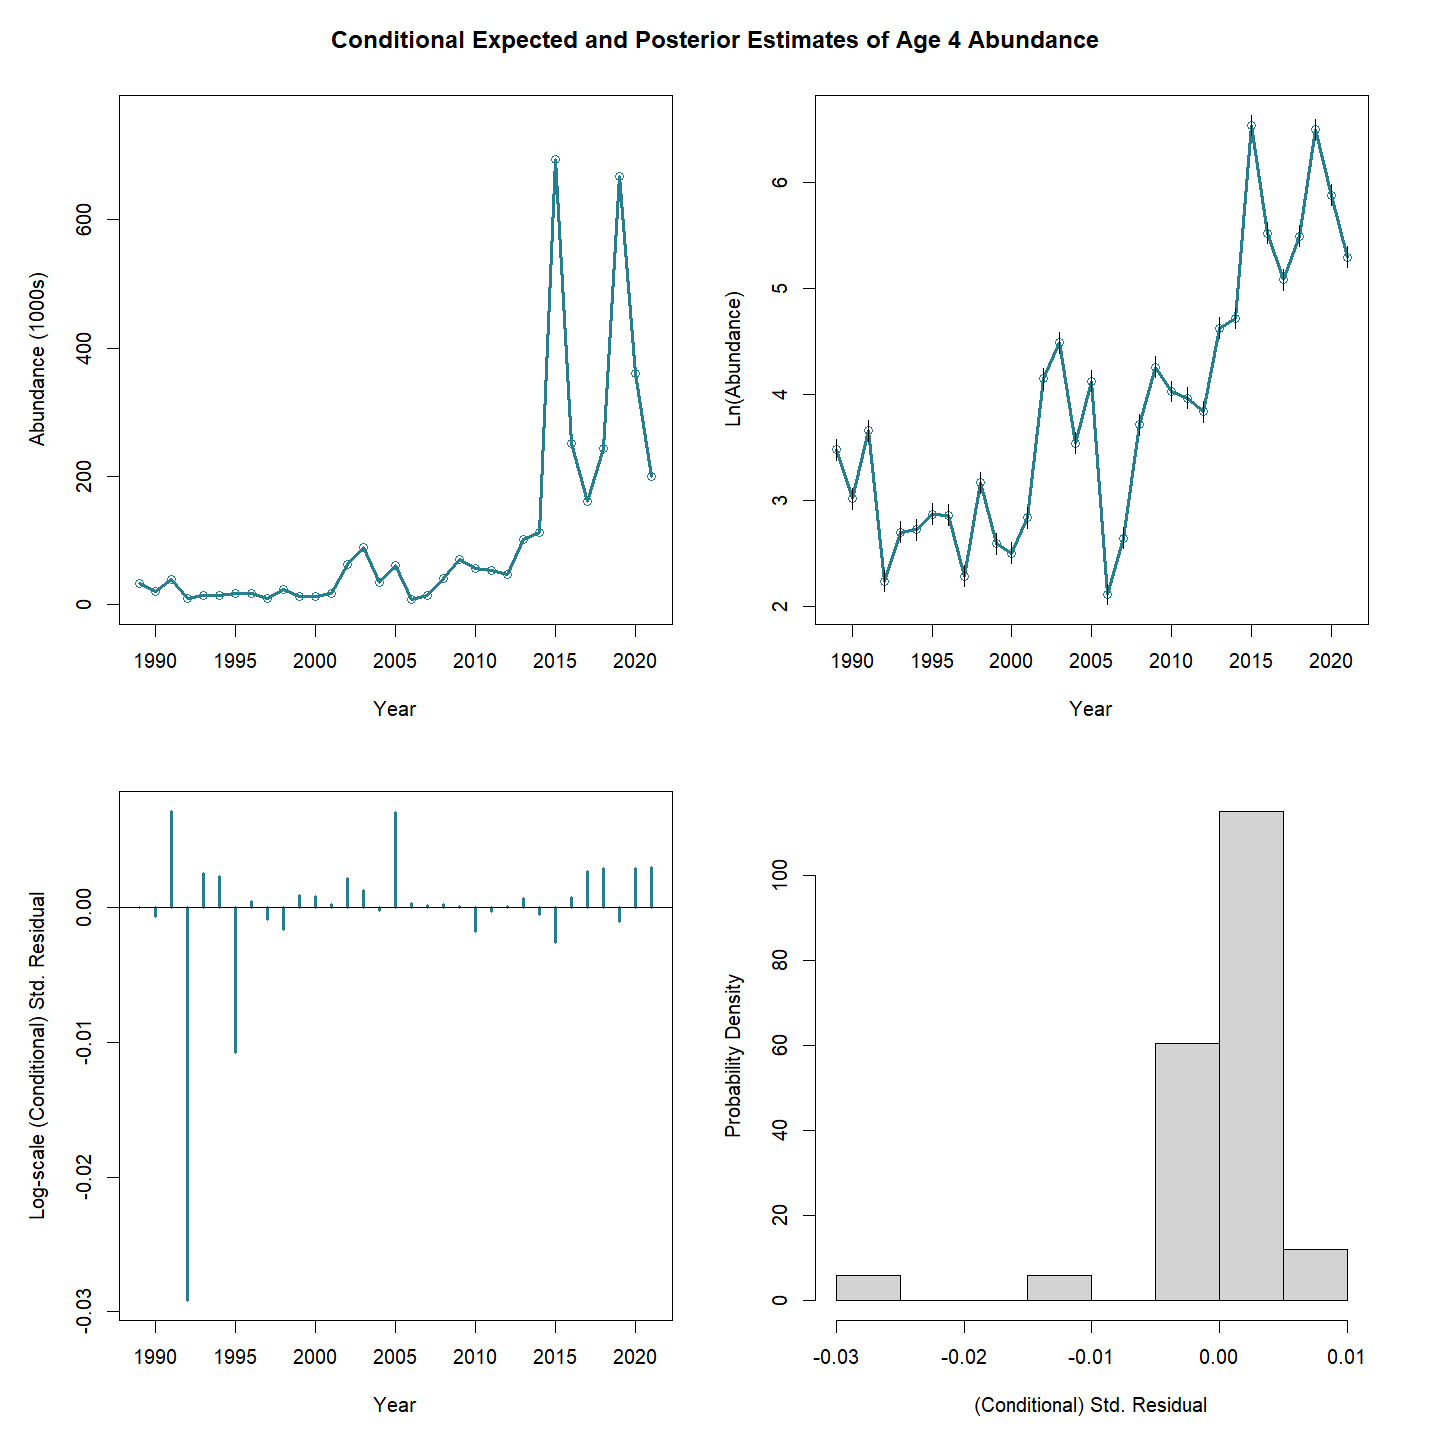 Conditional Expected and Posterior Estimates of Age 4 Abundance
Abundance (1000s)
600
400
200
0
1990 1995 2000 2005 2010 2015 2020
Year
Ln(Abundance)
6
5
4
3
2
1990 1995 2000 2005 2010 2015 2020
Year
Log-scale (Conditional) Std. Residual
0.00
-0.01
-0.02
-0.03
1990 1995 2000 2005 2010 2015 2020
Year
Probability Density
100
80
60
40
20
0
-0.03 -0.02 -0.01 0.00 0.01
(Conditional) Std. Residual